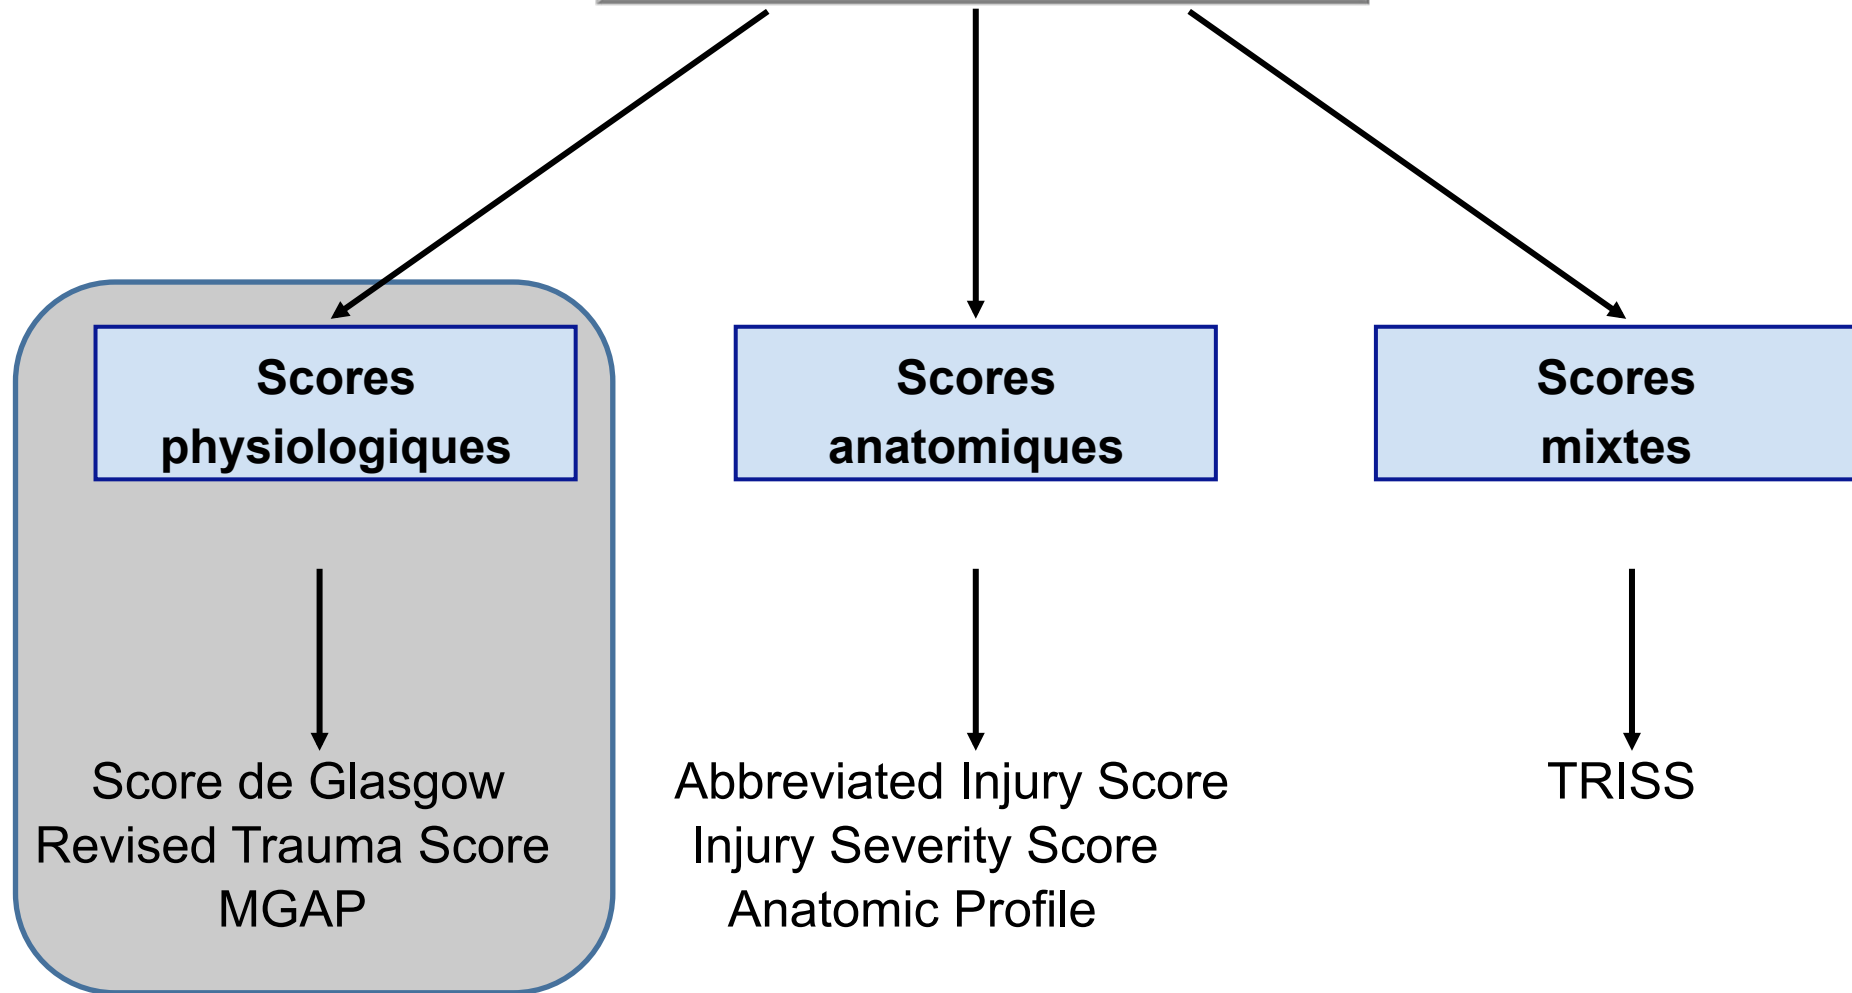 Scores
physiologiques
Scores
anatomiques
Scores
mixtes
Score de Glasgow
Revised Trauma Score
MGAP
Abbreviated Injury Score
Injury Severity Score
Anatomic Profile
TRISS